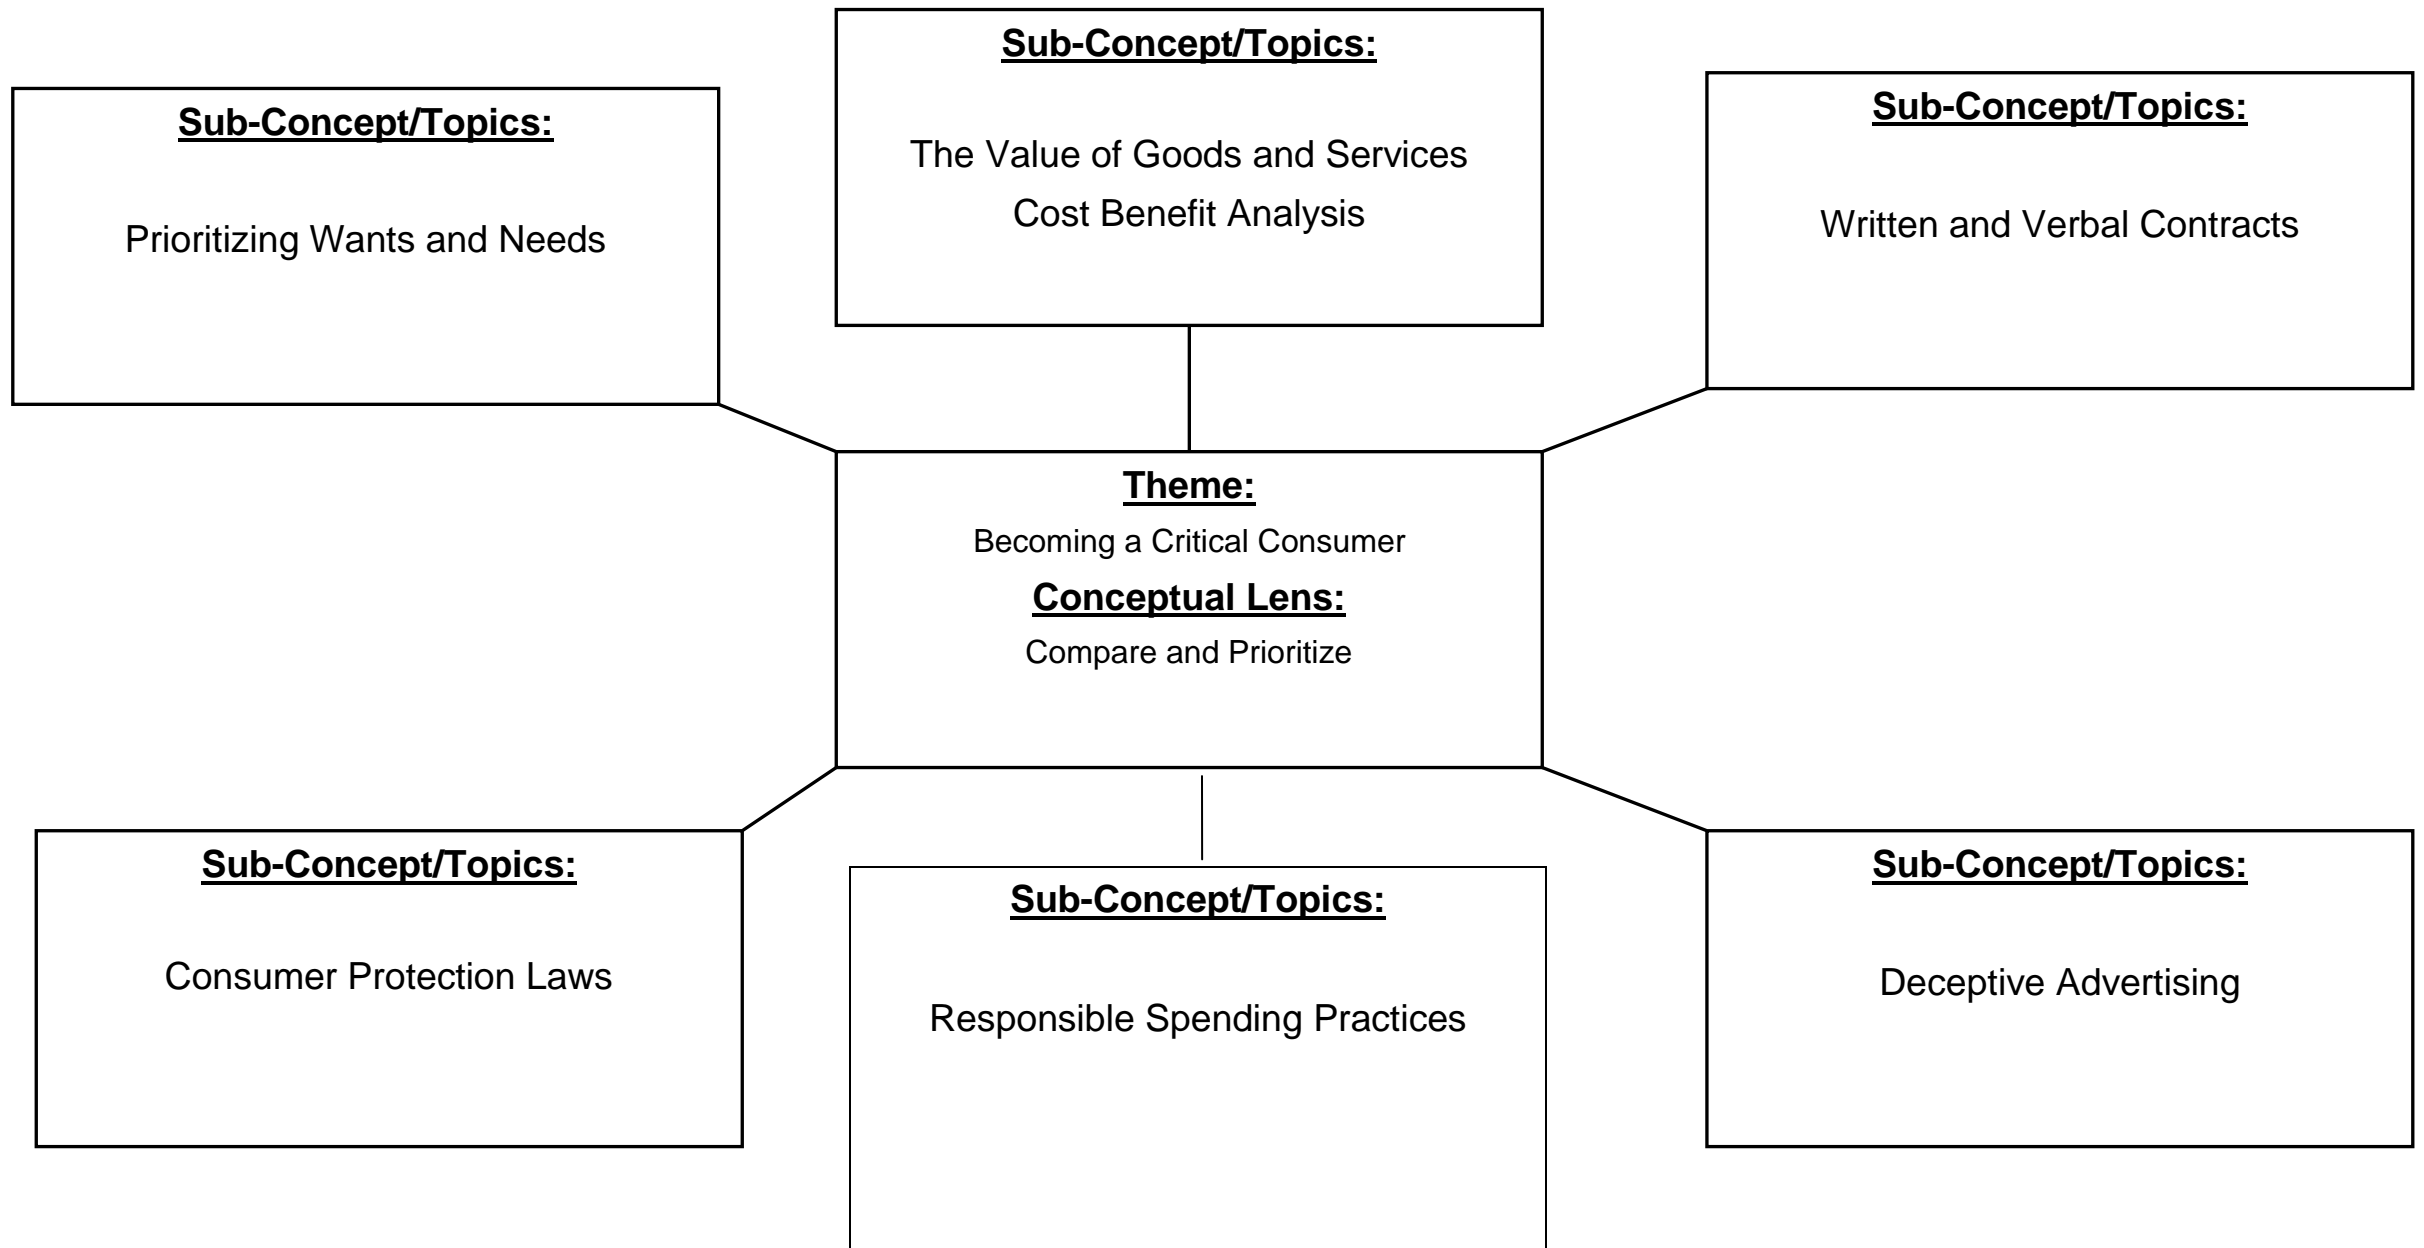 Sub-Concept/Topics:
Prioritizing Wants and Needs
Sub-Concept/Topics:
The Value of Goods and Services
Cost Benefit Analysis
Sub-Concept/Topics:
Written and Verbal Contracts
Theme:
Becoming a Critical Consumer
Conceptual Lens:
Compare and Prioritize
Sub-Concept/Topics:
Consumer Protection Laws
Sub-Concept/Topics:
Responsible Spending Practices
Sub-Concept/Topics:
Deceptive Advertising